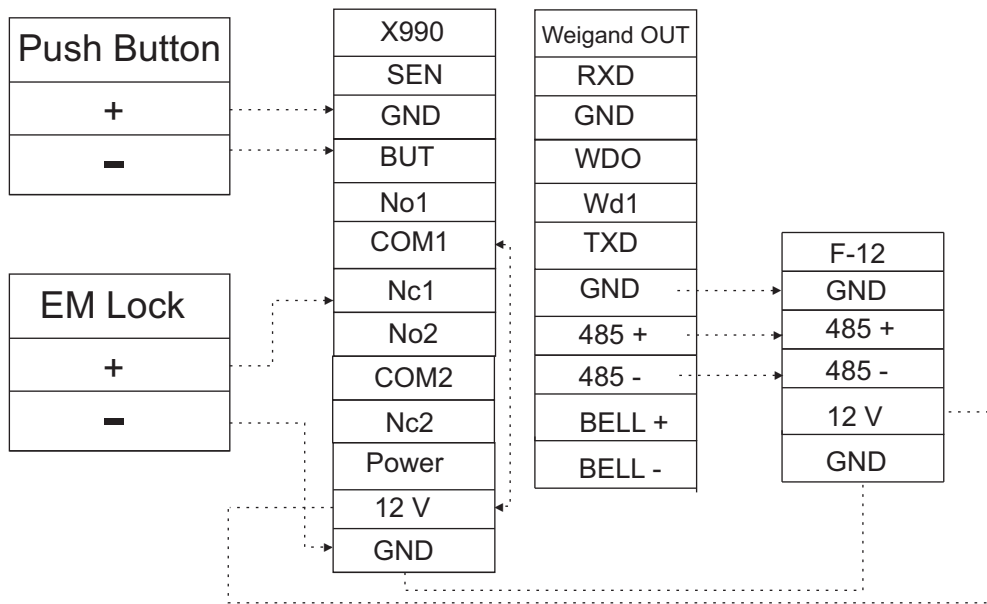 Push Button
+
-
EM Lock
+
-
X990
SEN
GND
BUT
No1
COM1
Nc1
No2
COM2
Nc2
Power
12 V
GND
Weigand OUT
RXD
GND
WDO
Wd1
TXD
GND
485 +
485 -
BELL +
BELL -
F-12
GND
485 +
485 -
12 V
GND